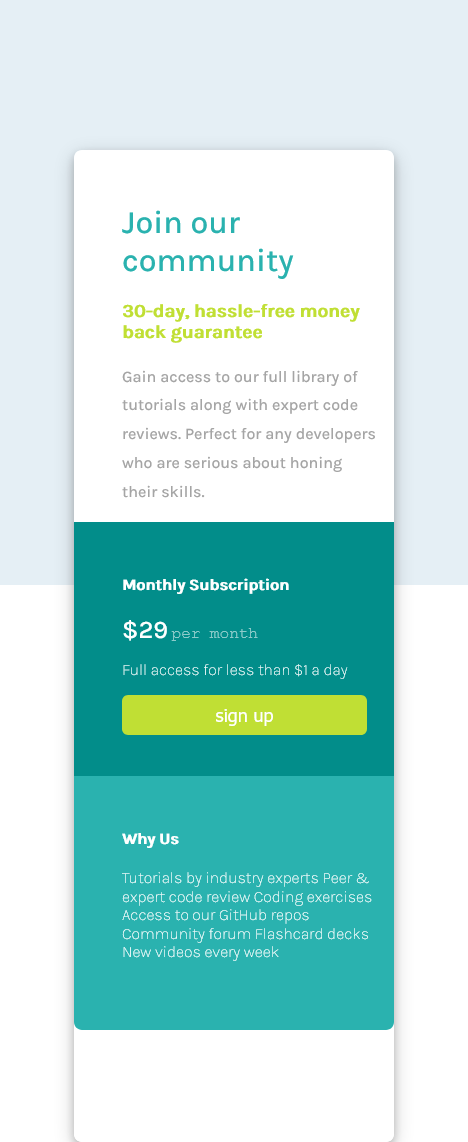 Join our
community
30-day, hassle-free money
back guarantee
Gain access to our full library of
tutorials along with expert code
reviews. Perfect for any developers
who are serious about honing
their skills.
Monthly Subscription
$29 per month
Full access for less than $1 a day
sign up
Why Us
Tutorials by industry experts Peer &
expert code review Coding exercises
Access to our GitHub repos
Community forum Flashcard decks
New videos every week